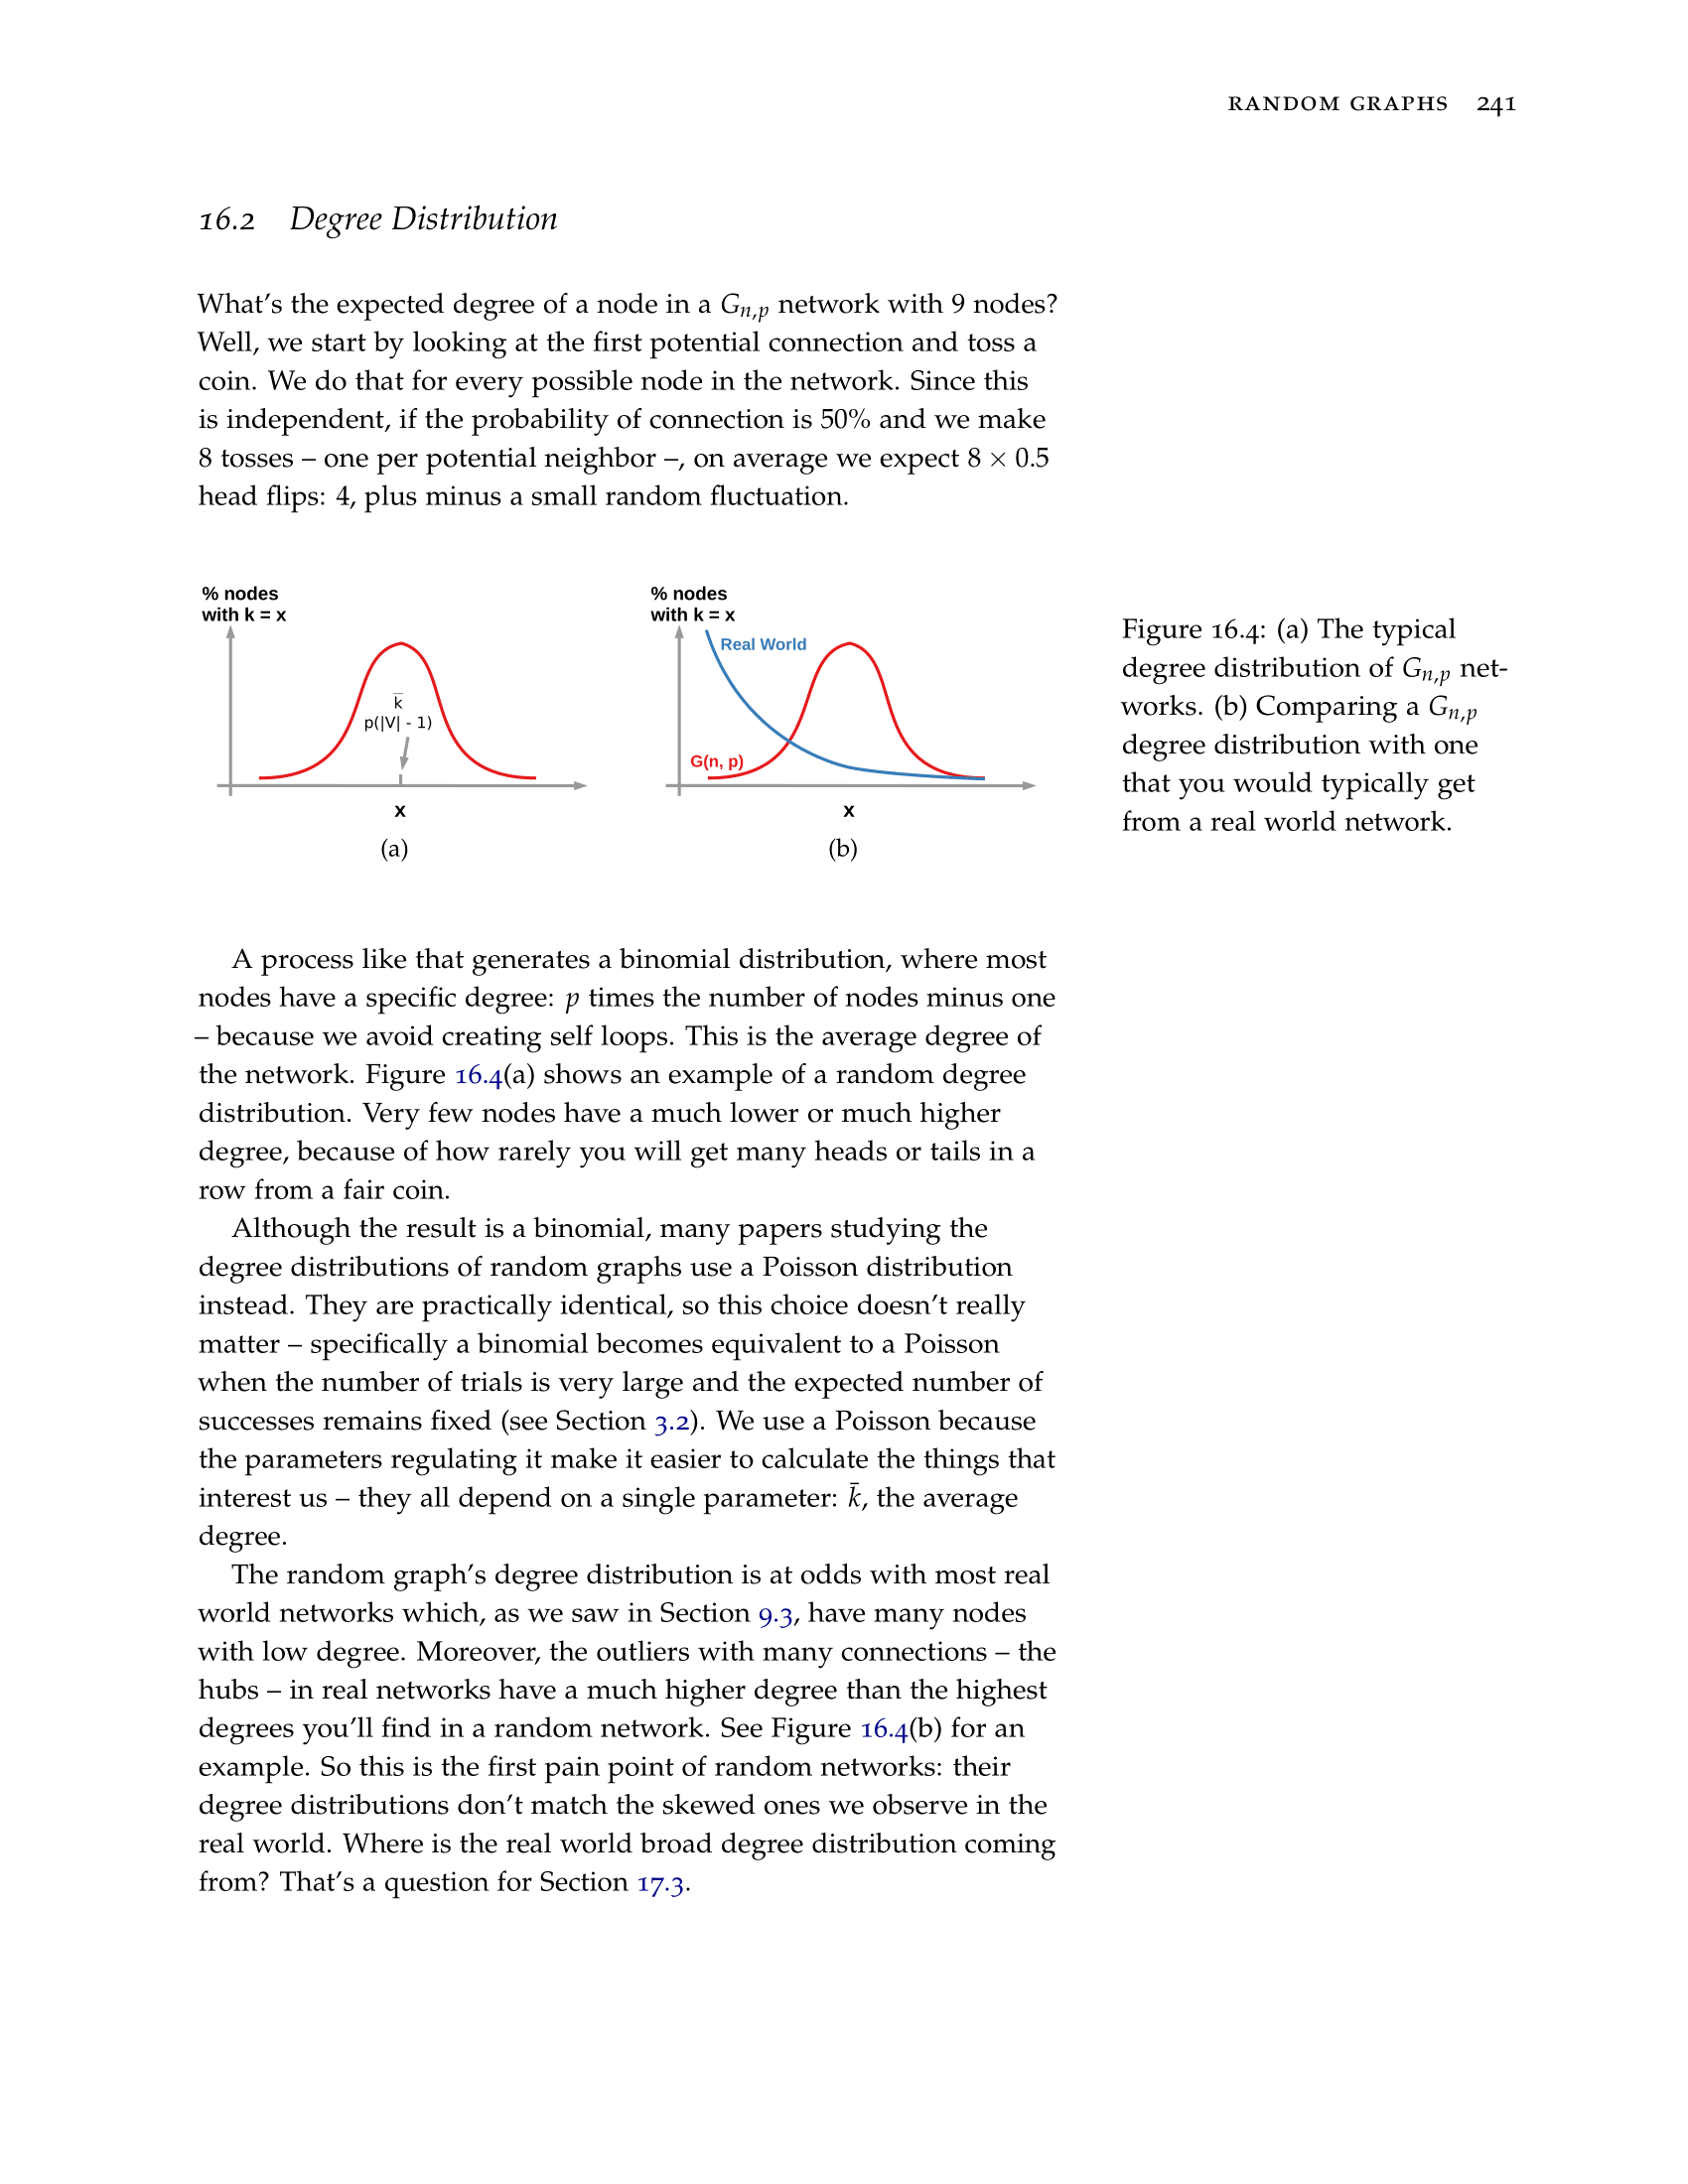 RANDOM GRAPHS 241
16.2 Degree Distribution
What's the expected degree of a node in a Gn,p network with 9 nodes?
Well, we start by looking at the first potential connection and toss a
coin. We do that for every possible node in the network. Since this
is independent, if the probability of connection is 50% and we make
8 tosses – one per potential neighbor –, on average we expect 8 × 0.5
head flips: 4, plus minus a small random fluctuation.
% nodes
with k = x
k̄
p(|V| - 1)
x
(a)
% nodes
with k = x
Real World
G(n, p)
x
(b)
Figure 16.4: (a) The typical
degree distribution of Gn,p net-
works. (b) Comparing a Gn,p
degree distribution with one
that you would typically get
from a real world network.
A process like that generates a binomial distribution, where most
nodes have a specific degree: p times the number of nodes minus one
– because we avoid creating self loops. This is the average degree of
the network. Figure 16.4(a) shows an example of a random degree
distribution. Very few nodes have a much lower or much higher
degree, because of how rarely you will get many heads or tails in a
row from a fair coin.
Although the result is a binomial, many papers studying the
degree distributions of random graphs use a Poisson distribution
instead. They are practically identical, so this choice doesn't really
matter – specifically a binomial becomes equivalent to a Poisson
when the number of trials is very large and the expected number of
successes remains fixed (see Section 3.2). We use a Poisson because
the parameters regulating it make it easier to calculate the things that
interest us – they all depend on a single parameter: k̄, the average
degree.
The random graph's degree distribution is at odds with most real
world networks which, as we saw in Section 9.3, have many nodes
with low degree. Moreover, the outliers with many connections – the
hubs – in real networks have a much higher degree than the highest
degrees you'll find in a random network. See Figure 16.4(b) for an
example. So this is the first pain point of random networks: their
degree distributions don't match the skewed ones we observe in the
real world. Where is the real world broad degree distribution coming
from? That's a question for Section 17.3.